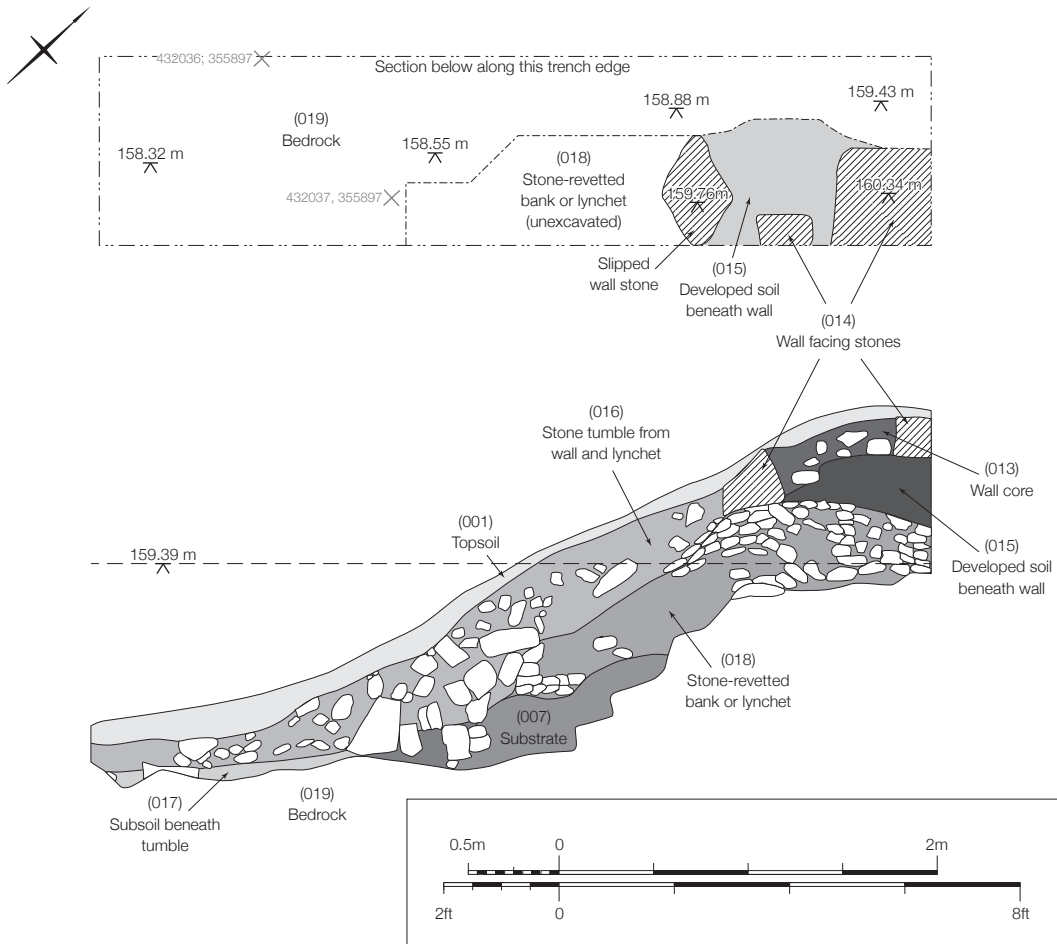 432036; 355897
Section below along this trench edge
158.88 m
159.43 m
(019)
Bedrock
158.32 m
158.55 m
(018)
Stone-revetted
bank or lynchet
(unexcavated)
432037, 355897
159.76m
160.34 m
Slipped
wall stone
(015)
Developed soil
beneath wall
(014)
Wall facing stones
(016)
Stone tumble from
wall and lynchet
(013)
Wall core
(001)
Topsoil
159.39 m
(015)
Developed soil
beneath wall
(018)
Stone-revetted
bank or lynchet
(007)
Substrate
(017)
Subsoil beneath
tumble
(019)
Bedrock
0.5m 0 2m
2ft 0 8ft